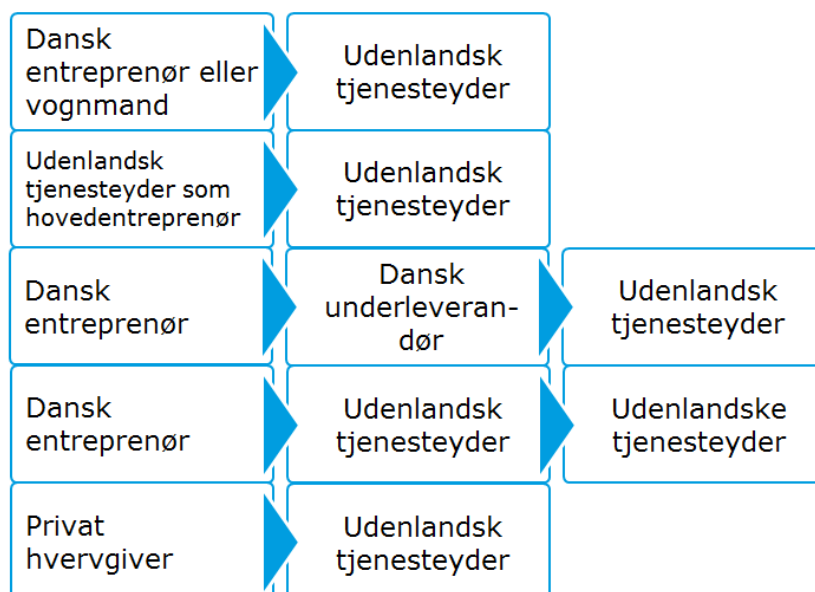 Dansk
entreprenør eller
vognmand
Udenlandsk
tjenesteyder
Udenlandsk
tjenesteyder som
hovedentreprenør
Udenlandsk
tjenesteyder
Dansk
entreprenør
Dansk
underleveran-
dør
Udenlandsk
tjenesteyder
Dansk
entreprenør
Udenlandsk
tjenesteyder
Udenlandske
tjenesteyder
Privat
hvervgiver
Udenlandsk
tjenesteyder